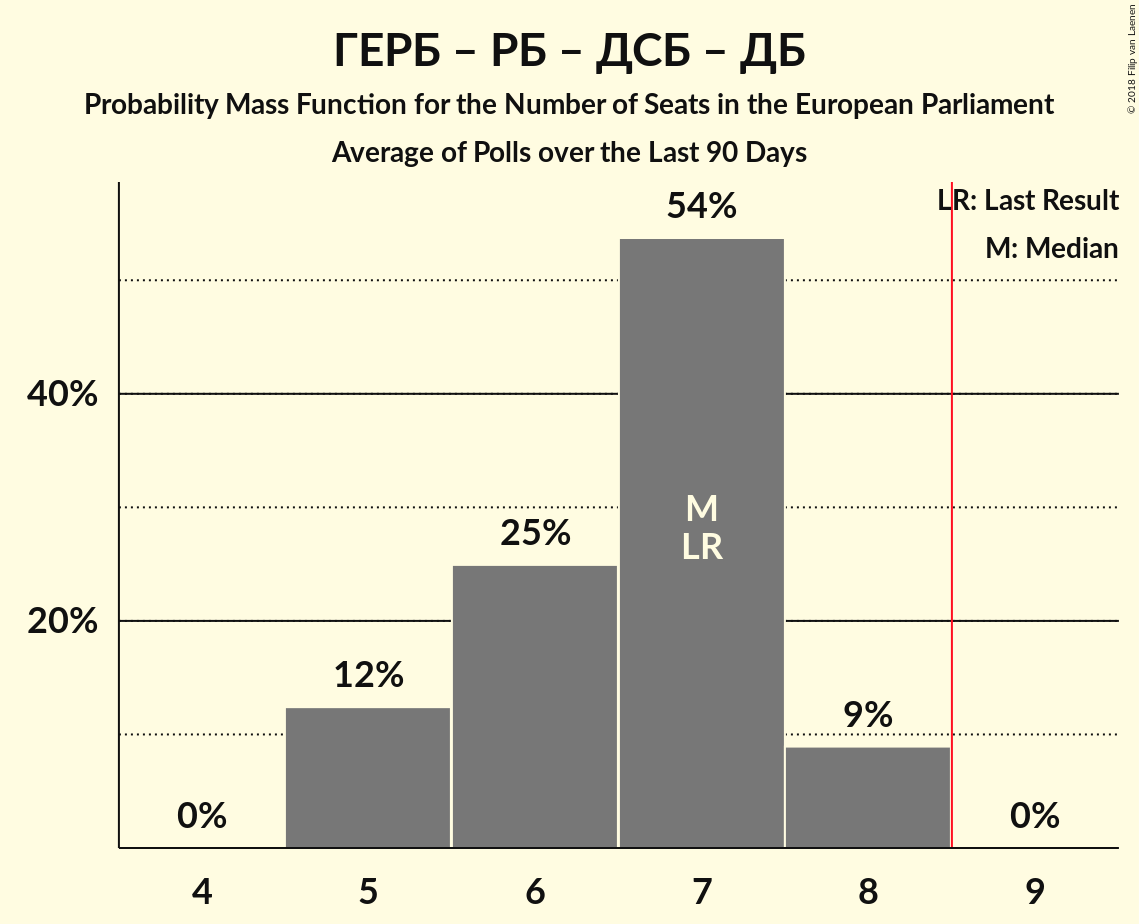 ГЕРБ – РБ – ДСБ – ДБ
Probability Mass Function for the Number of Seats in the European Parliament
Average of Polls over the Last 90 Days
© 2018 Filip van Laenen
LR: Last Result
M: Median
54%
40%
M
LR
25%
20%
12%
9%
0%
0%
4 5 6 7 8 9